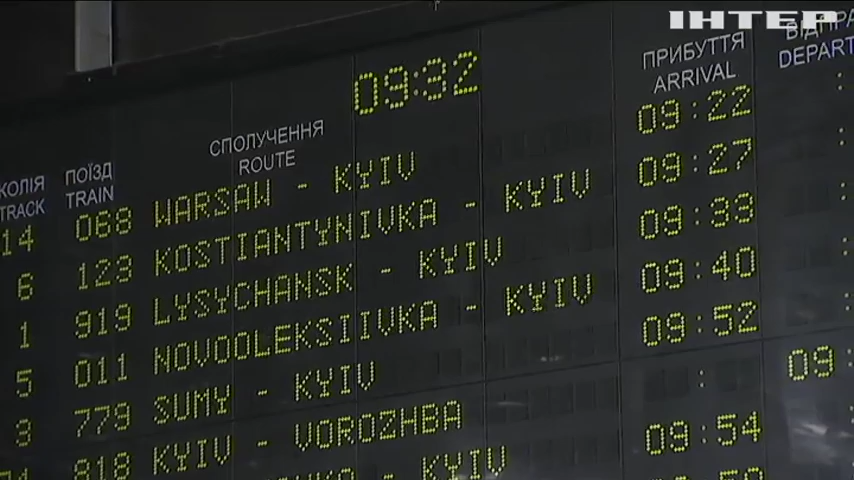 ІНТЕР
09:32
КОЛІЯ ПОЇЗД СПОЛУЧЕННЯ ПРИБУТТЯ
TRACK TRAIN ROUTE ARRIVAL
14 068 WARSAW - KYIV 09:22
6 123 KOSTIANTYNIVKA - KYIV 09:27
1 919 LYSYCHANSK - KYIV 09:33
5 011 NOVOOLEKSIIVKA - KYIV 09:40
3 779 SUMY - KYIV 09:52
818 KYIV - VOROZHBA : 09:
KYIV 09:54